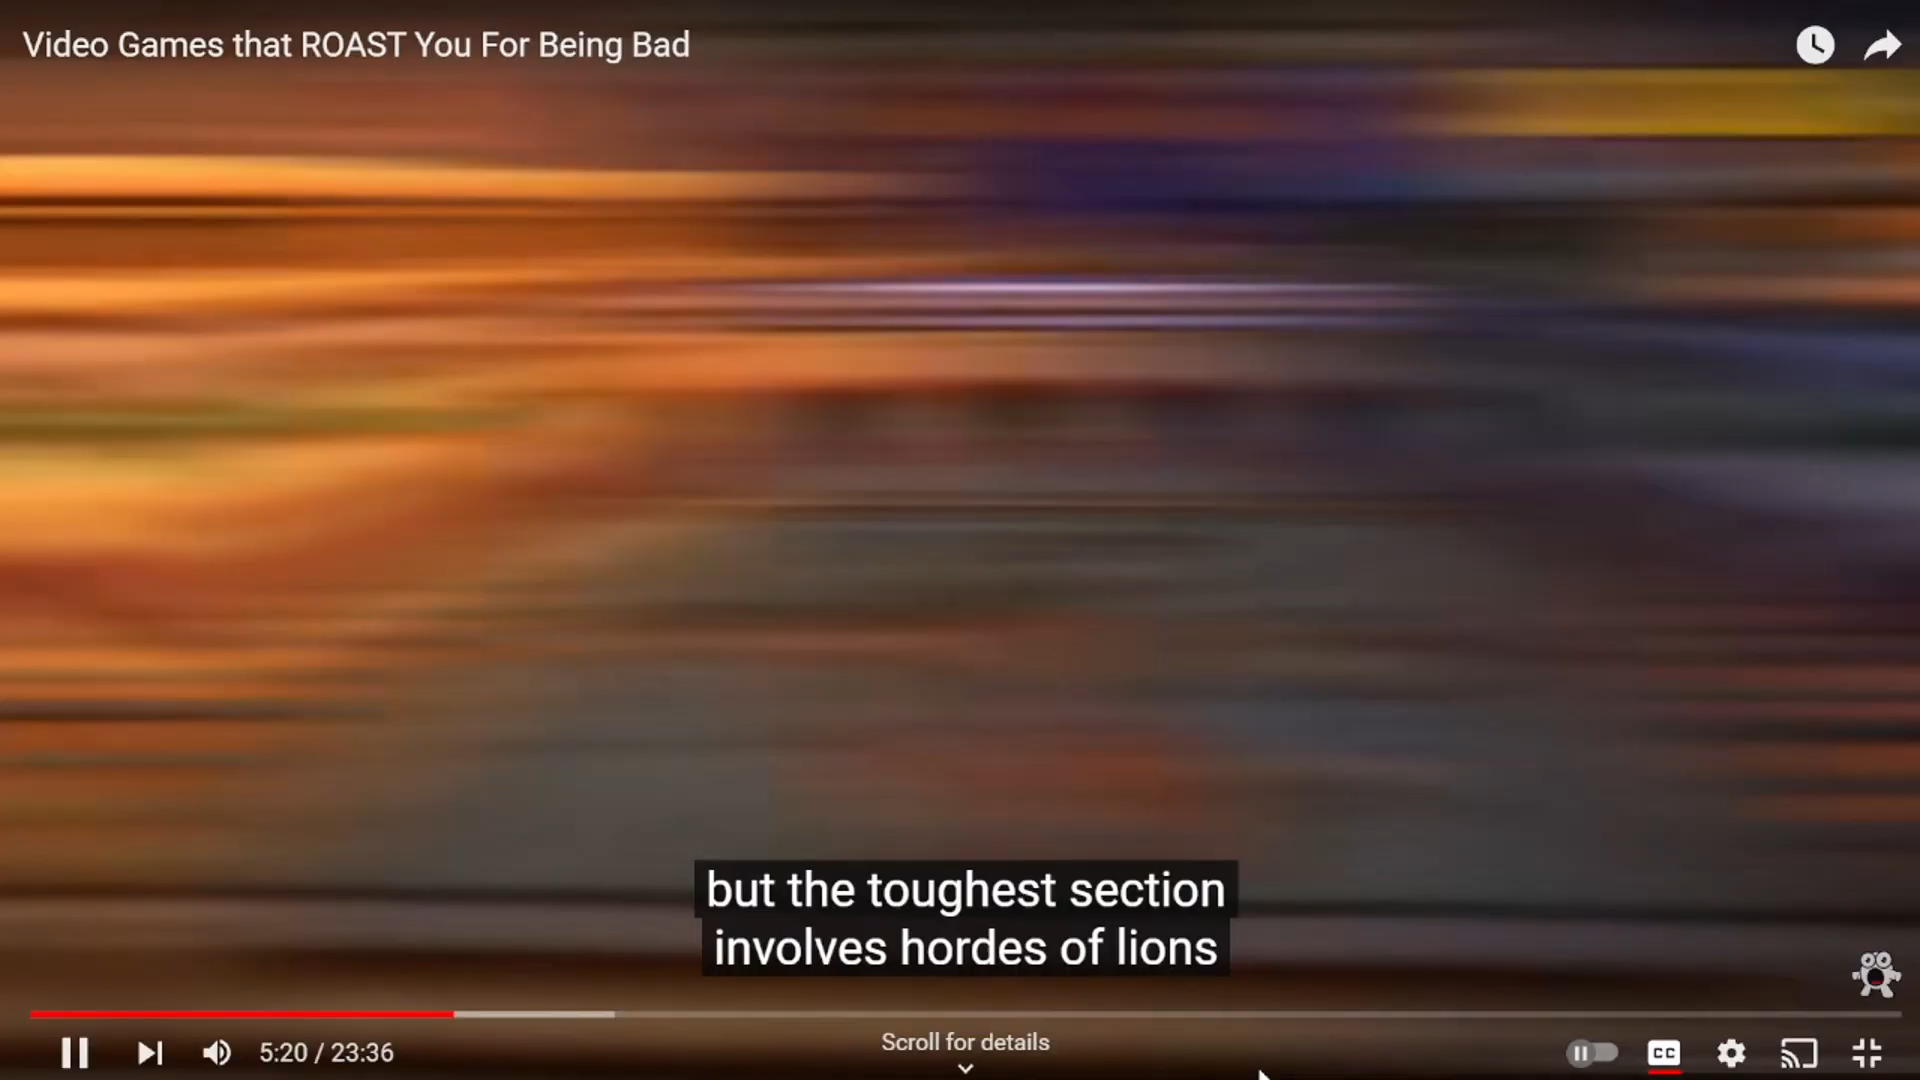 Video Games that ROAST You For Being Bad
but the toughest section
involves hordes of lions
5:20 / 23:36
Scroll for details
CC